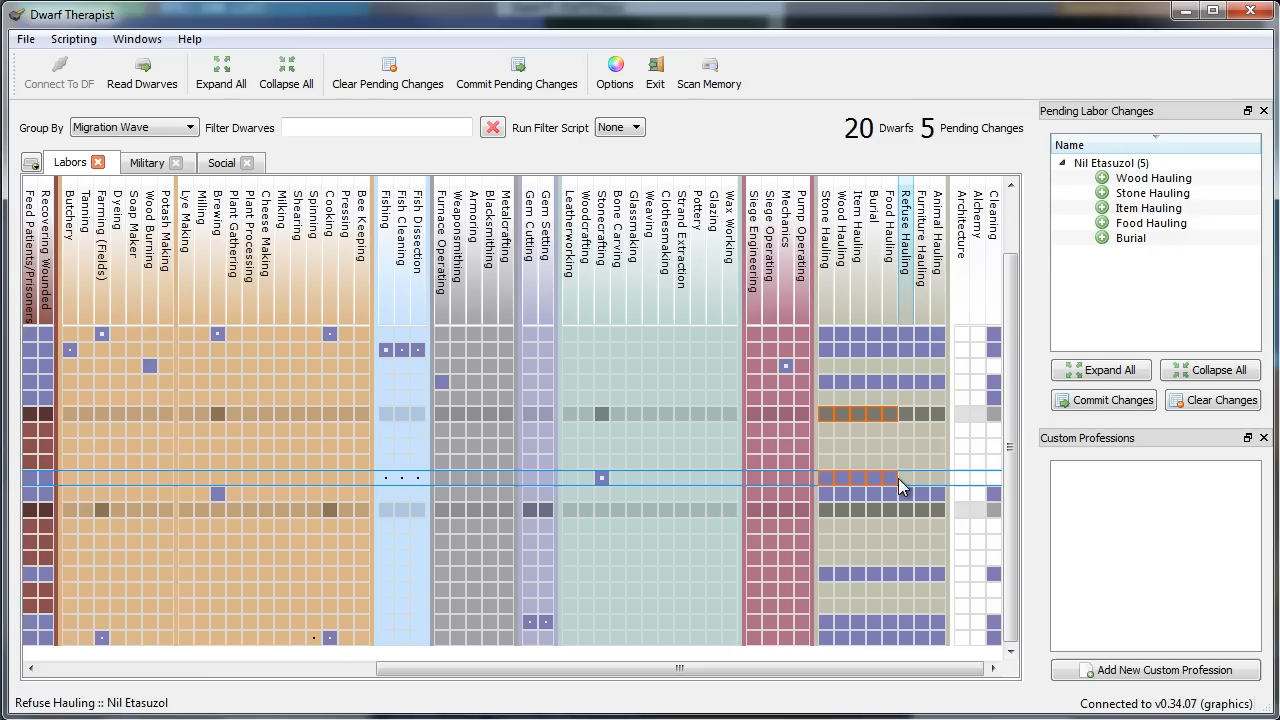 Dwarf Therapist
File Scripting Windows Help
Connect To DF Read Dwarves Expand All Collapse All Clear Pending Changes Commit Pending Changes Options Exit Scan Memory
Group By Migration Wave Filter Dwarves Run Filter Script None 20 Dwarfs 5 Pending Changes
Labors Military Social
Feed Patients/Prisoners
Recovering Wounded
Butchery
Tanning
Farming (Fields)
Dyeing
Soap Maker
Wood Burning
Potash Making
Lye Making
Milling
Brewing
Plant Gathering
Plant Processing
Cheese Making
Milking
Shearing
Spinning
Cooking
Pressing
Bee Keeping
Fishing
Fish Cleaning
Fish Dissection
Furnace Operating
Weaponsmithing
Armoring
Blacksmithing
Metalcrafting
Gem Cutting
Gem Setting
Leatherworking
Woodcrafting
Stonecrafting
Bone Carving
Glassmaking
Weaving
Clothesmaking
Strand Extraction
Pottery
Glazing
Wax Working
Siege Engineering
Siege Operating
Mechanics
Pump Operating
Stone Hauling
Wood Hauling
Item Hauling
Burial
Food Hauling
Refuse Hauling
Furniture Hauling
Animal Hauling
Architecture
Alchemy
Cleaning
Pending Labor Changes
Name
Nil Etasuzol (5)
Wood Hauling
Stone Hauling
Item Hauling
Food Hauling
Burial
Expand All Collapse All
Commit Changes Clear Changes
Custom Professions
Add New Custom Profession
Refuse Hauling :: Nil Etasuzol
Connected to v0.34.07 (graphics)